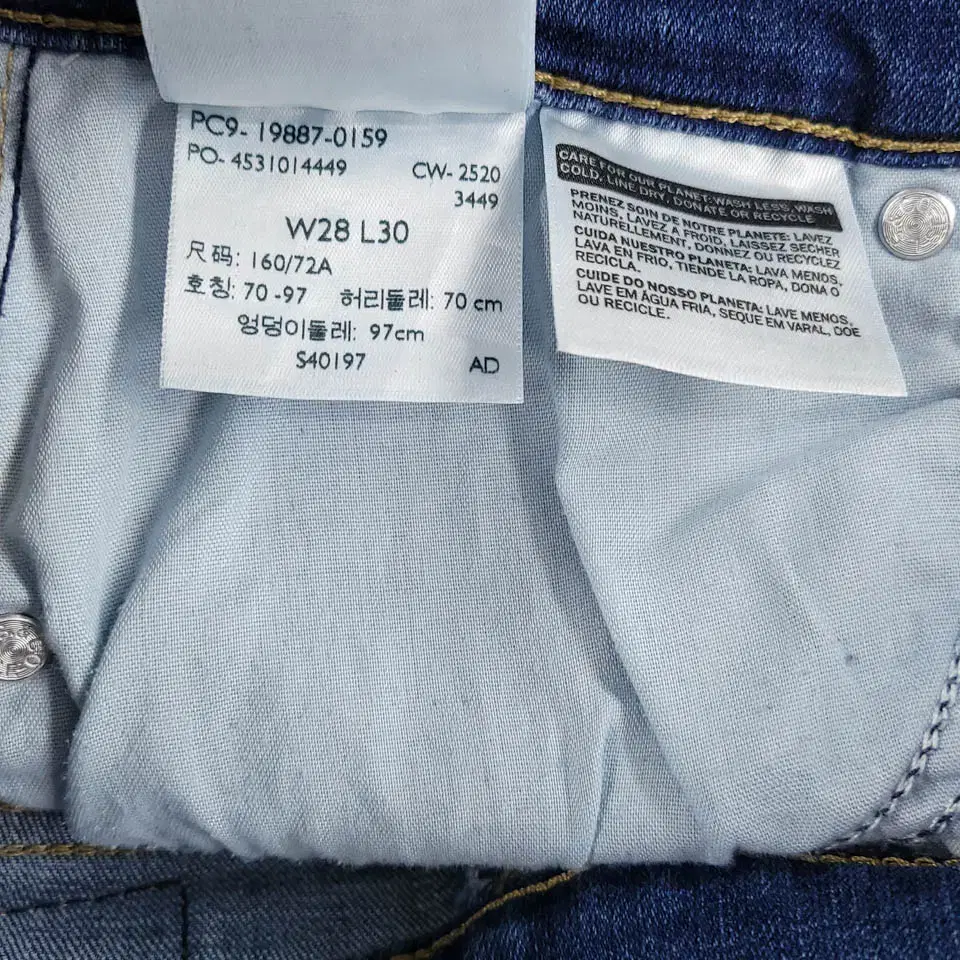 PC9- 19887-0159
PO- 4531014449 CW- 2520
3449
W28 L30
尺码: 160/72A
호칭: 70 -97 허리둘레: 70 cm
엉덩이둘레: 97cm
S40197 AD
CARE FOR OUR PLANET: WASH LESS, WASH
COLD, LINE DRY, DONATE OR RECYCLE
PRENEZ SOIN DE NOTRE PLANETE: LAVEZ
MOINS, LAVEZ A FROID, LAISSEZ SECHER
NATURELLEMENT, DONNEZ OU RECYCLEZ
CUIDA NUESTRO PLANETA: LAVA MENOS,
LAVA EN FRIO, TIENDE LA ROPA, DONA O
RECICLA.
CUIDE DO NOSSO PLANETA: LAVE MENOS,
LAVE EM ÁGUA FRIA, SEQUE EM VARAL, DOE
OU RECICLE.